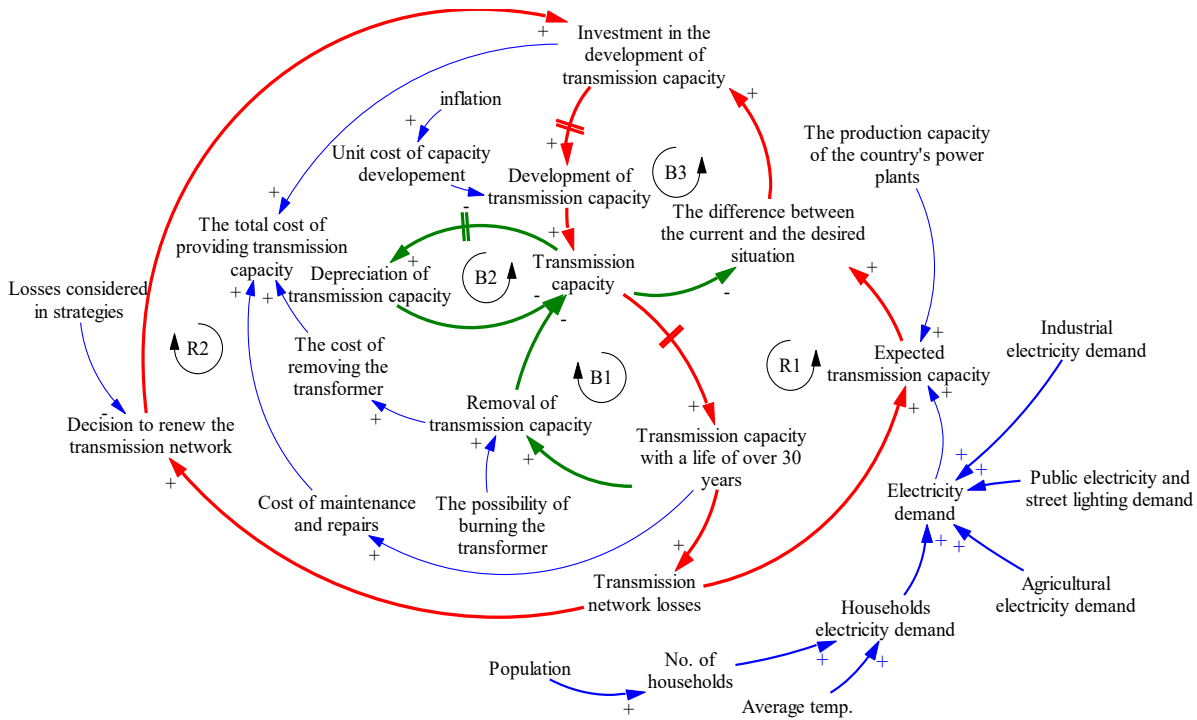 Investment in the
development of
transmission capacity
+
+
inflation
+
+
The production capacity
of the country's power
plants
Unit cost of capacity
developement
+
B3
Development of
transmission capacity
-
+
+
The total cost of
providing transmission
capacity
The difference between
the current and the desired
situation
+
Depreciation of
transmission capacity
+
B2
Transmission
capacity
-
-
-
+
+
+
Losses considered
in strategies
R2
The cost of
removing the
transformer
B1
R1
+
Expected
transmission capacity
+
+
Industrial
electricity demand
-
Decision to renew the
transmission network
+
+
Removal of
transmission capacity
+
+
+
Transmission capacity
with a life of over 30
years
+
+
Electricity
demand
Public electricity and
street lighting demand
Cost of maintenance
and repairs
+
The possibility of
burning the
transformer
+
+
+
Transmission
network losses
Agricultural
electricity demand
Households
electricity demand
+
+
Population
+
No. of
households
Average temp.